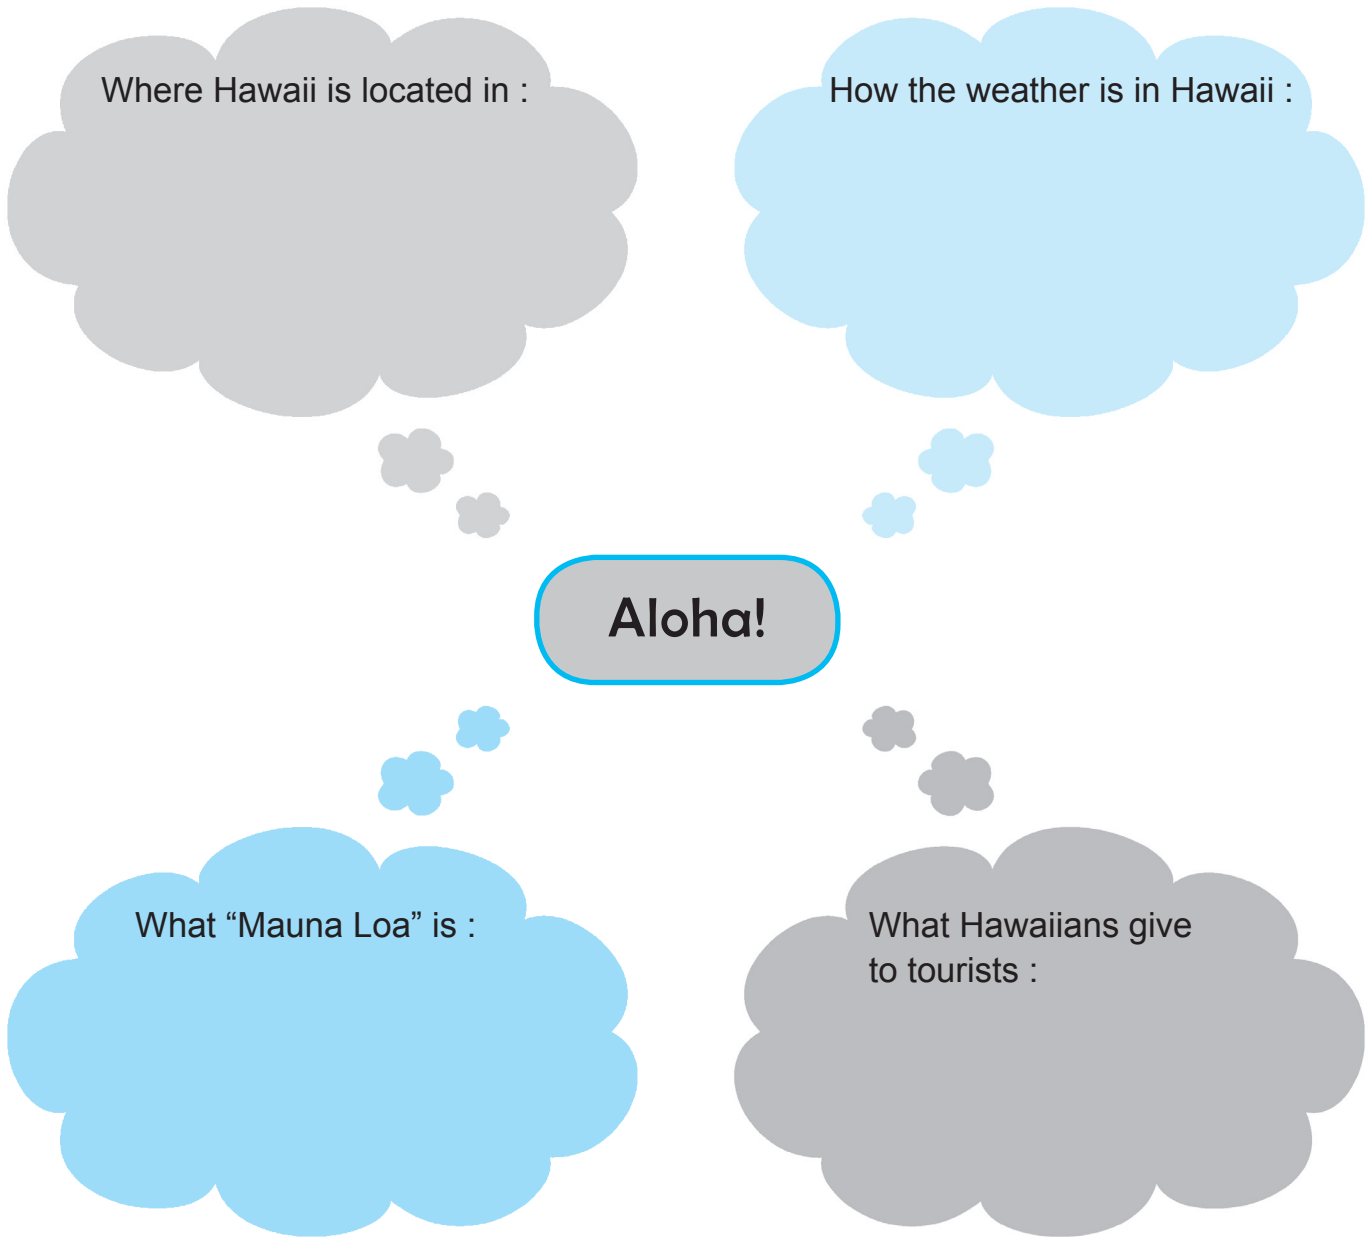 Where Hawaii is located in :
How the weather is in Hawaii :
Aloha!
What “Mauna Loa” is :
What Hawaiians give
to tourists :